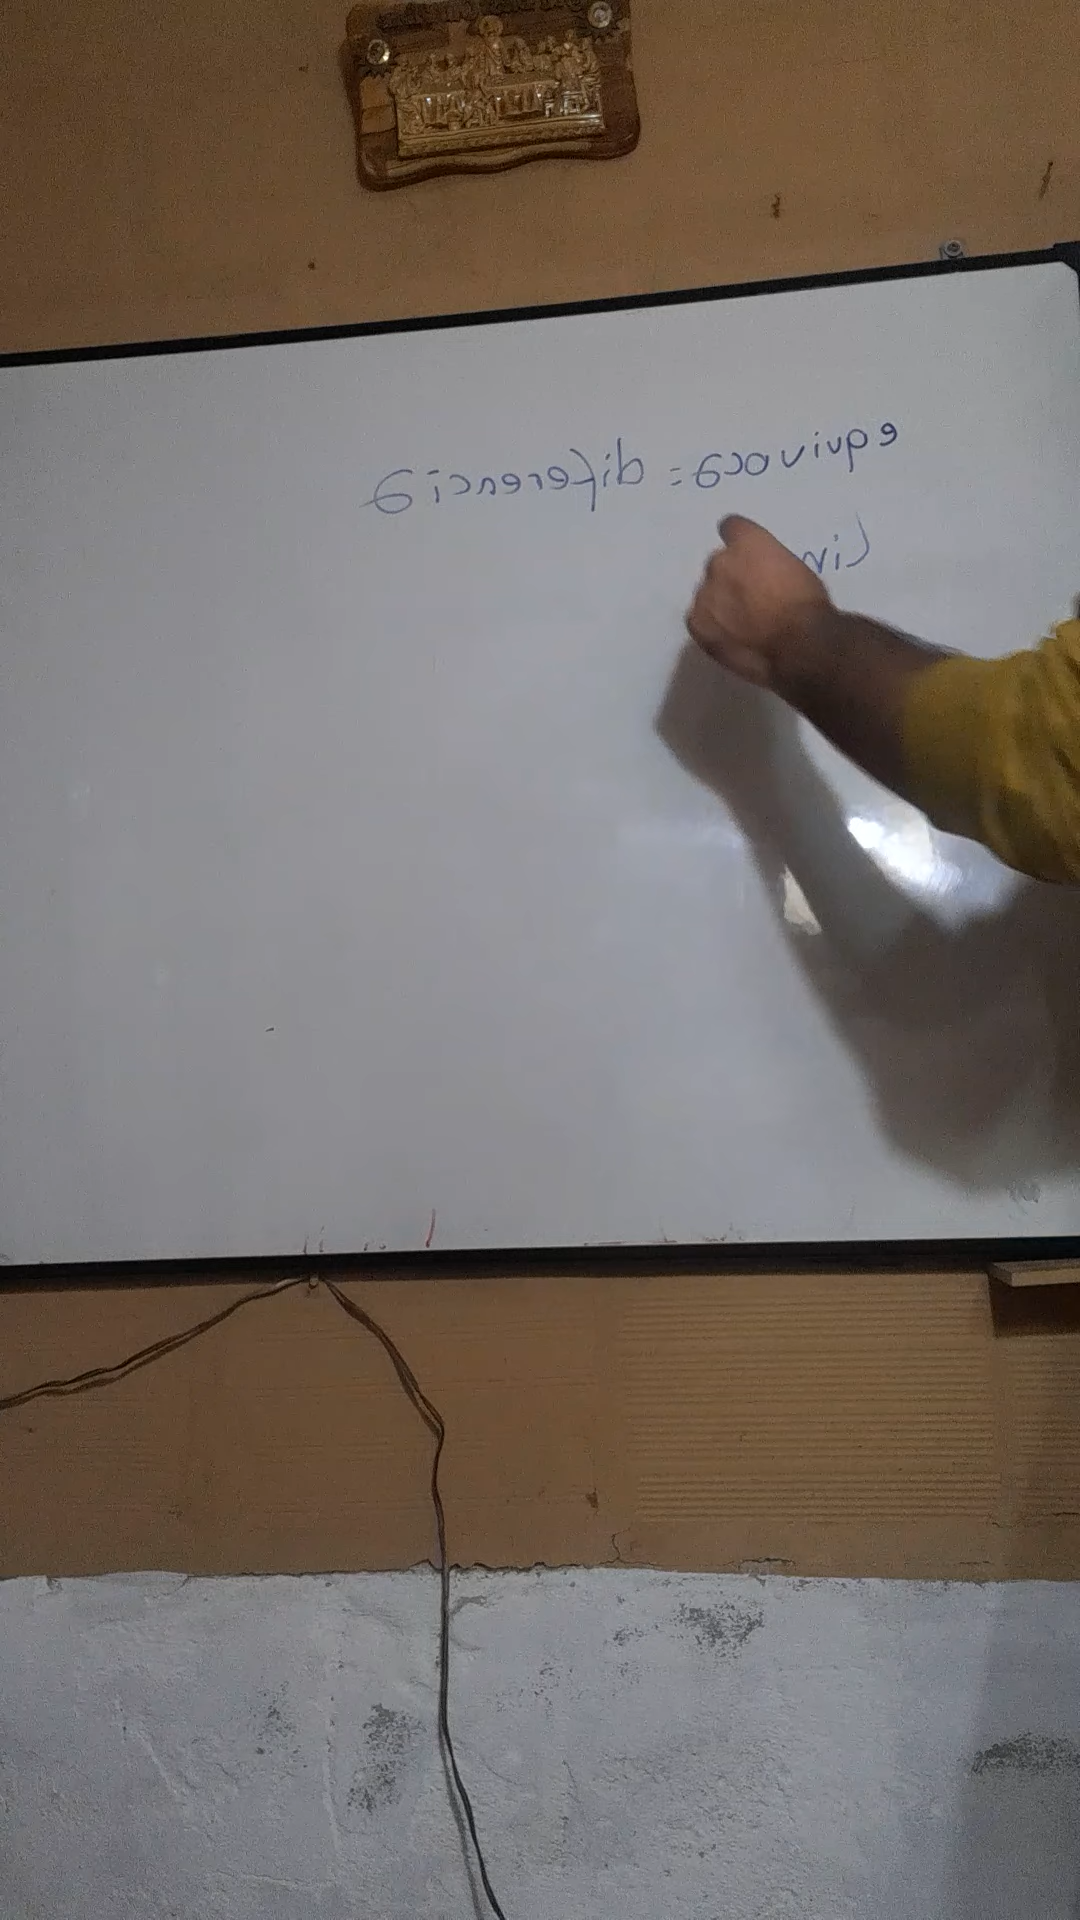 equivoca = diferencia